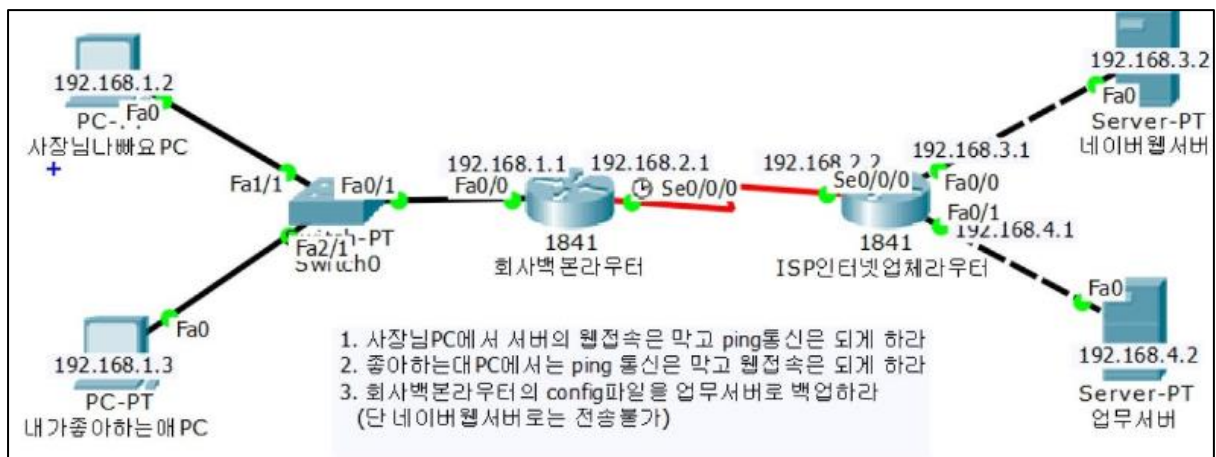 192.168.1.2
Fa0
사장님나빠요PC
Fa1/1
Fa0/1
Fa2/1
Switch0
Fa0
192.168.1.3
PC-PT
내가좋아하는애PC
192.168.1.1
Fa0/0
192.168.2.1
Se0/0/0
1841
회사백본라우터
192.168.2.2
Se0/0/0
192.168.3.1
Fa0/0
Fa0/1
192.168.4.1
1841
ISP인터넷업체라우터
192.168.3.2
Fa0
Server-PT
네이버웹서버
Fa0
192.168.4.2
Server-PT
업무서버
1. 사장님PC에서 서버의 웹접속은 막고 ping통신은 되게 하라
2. 좋아하는대PC에서는 ping 통신은 막고 웹접속은 되게 하라
3. 회사백본라우터의 config파일을 업무서버로 백업하라
(단 네이버웹서버로는 전송불가)